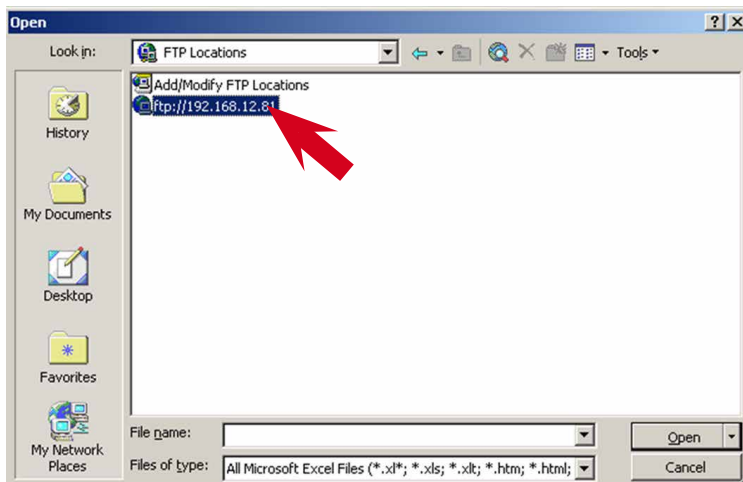 Open
Look in:
FTP Locations
Tools
Add/Modify FTP Locations
ftp://192.168.12.81
History
My Documents
Desktop
Favorites
My Network
Places
File name:
Open
Files of type:
All Microsoft Excel Files (*.xl*; *.xls; *.xlt; *.htm; *.html;
Cancel